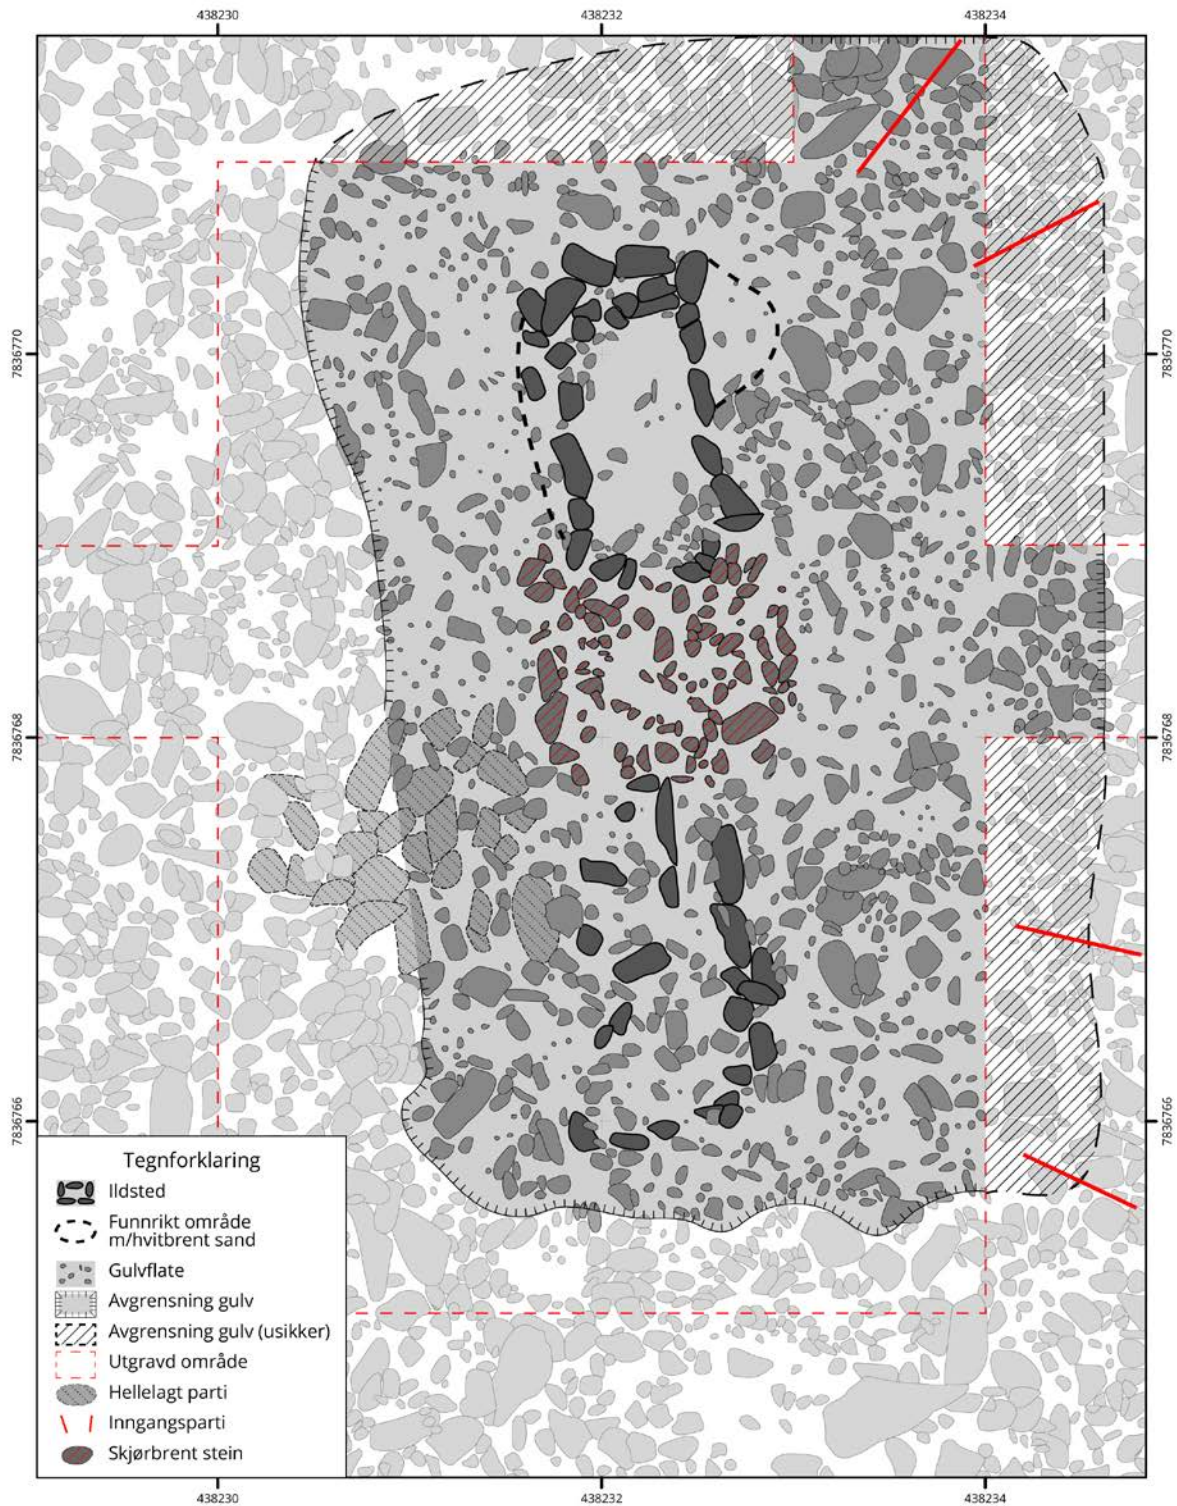 438230 438232 438234
7836770 7836770
7836768 7836768
7836766 7836766
Tegnforklaring
Ildsted
Funnrikt område
m/hvitbrent sand
Gulvflate
Avgrensning gulv
Avgrensning gulv (usikker)
Utgravd område
Hellelagt parti
Inngangsparti
Skjørbrent stein
438230 438232 438234